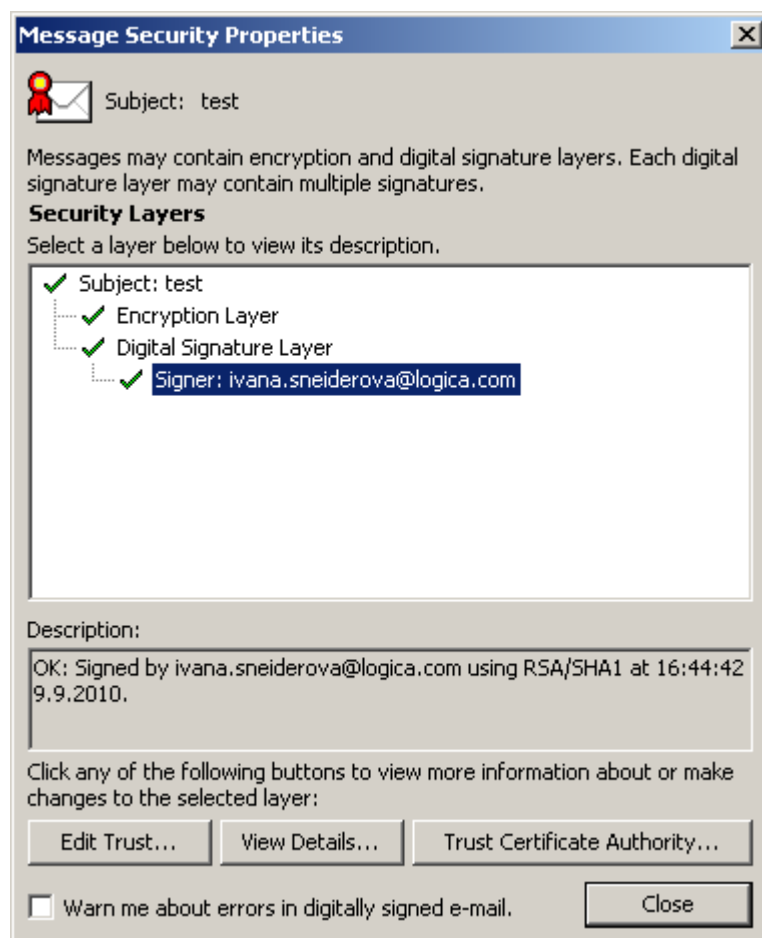 Message Security Properties
Subject: test
Messages may contain encryption and digital signature layers. Each digital
signature layer may contain multiple signatures.
Security Layers
Select a layer below to view its description.
Subject: test
Encryption Layer
Digital Signature Layer
Signer: ivana.sneiderova@logica.com
Description:
OK: Signed by ivana.sneiderova@logica.com using RSA/SHA1 at 16:44:42
9.9.2010.
Click any of the following buttons to view more information about or make
changes to the selected layer:
Edit Trust... View Details... Trust Certificate Authority...
Warn me about errors in digitally signed e-mail. Close